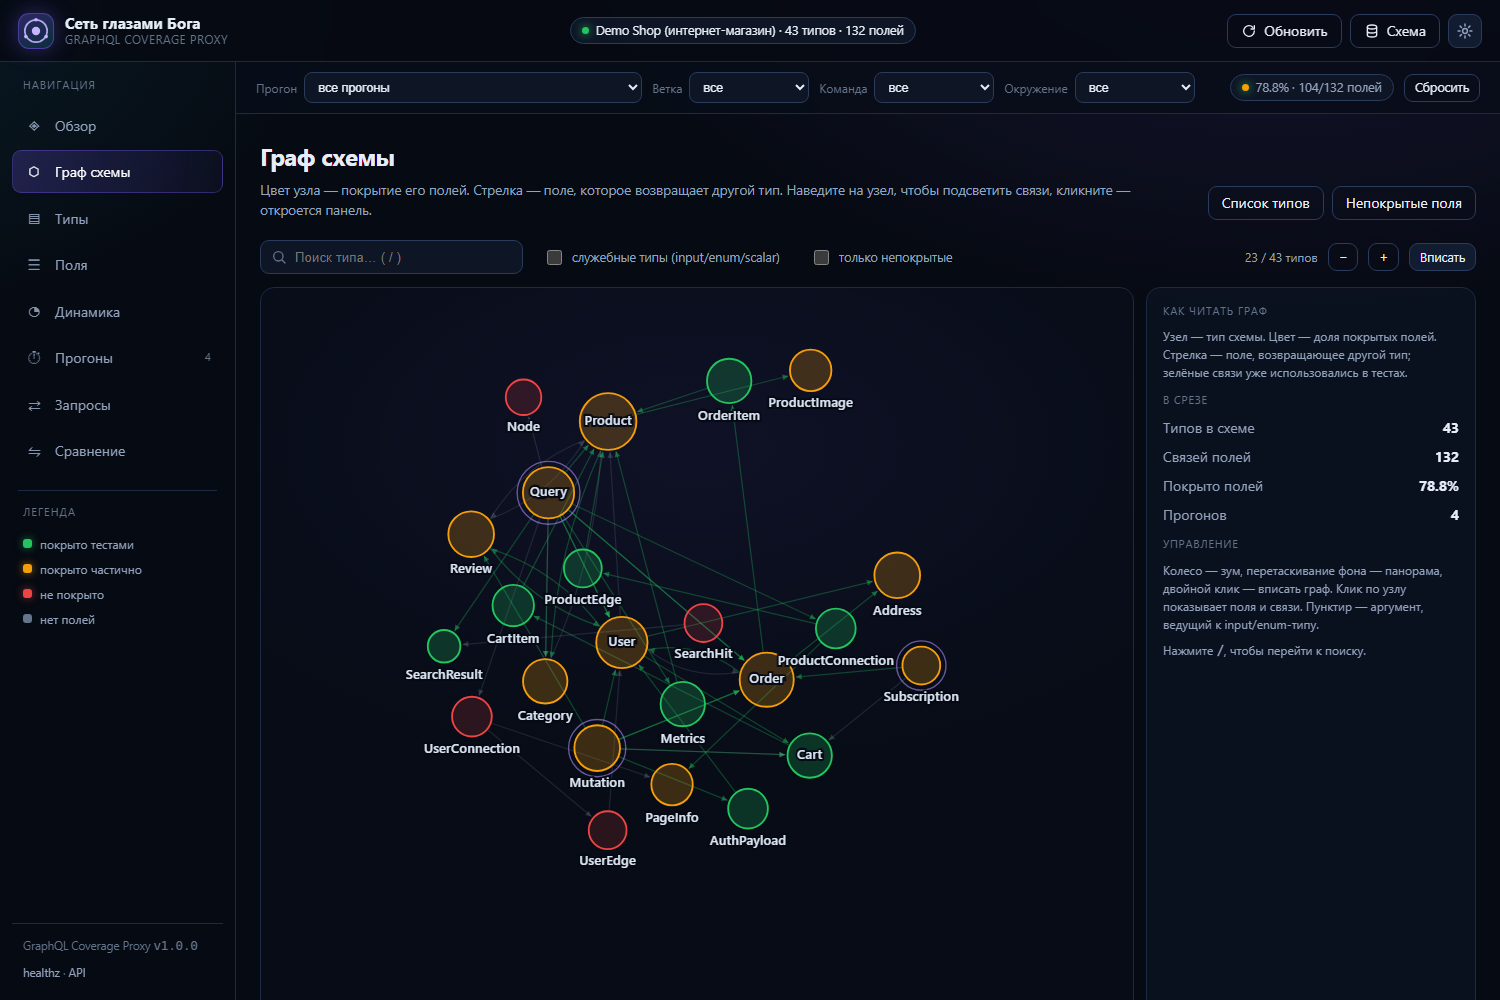 Сеть глазами Бога
GRAPHQL COVERAGE PROXY
Demo Shop (интернет-магазин) · 43 типов · 132 полей
Обновить
Схема
НАВИГАЦИЯ
Обзор
Граф схемы
Типы
Поля
Динамика
Прогоны 4
Запросы
Сравнение
ЛЕГЕНДА
покрыто тестами
покрыто частично
не покрыто
нет полей
GraphQL Coverage Proxy v1.0.0
healthz · API
Прогон все прогоны Ветка все Команда все Окружение все
78.8% · 104/132 полей
Сбросить
Граф схемы
Цвет узла — покрытие его полей. Стрелка — поле, которое возвращает другой тип. Наведите на узел, чтобы подсветить связи, кликните —
откроется панель.
Список типов
Непокрытые поля
Поиск типа... ( / )
служебные типы (input/enum/scalar)
только непокрытые
23 / 43 типов
−
+
Вписать
Node
Product
OrderItem
ProductImage
Query
Review
ProductEdge
CartItem
SearchResult
User
SearchHit
Address
ProductConnection
Order
Subscription
Category
UserConnection
Metrics
Mutation
Cart
PageInfo
AuthPayload
UserEdge
КАК ЧИТАТЬ ГРАФ
Узел — тип схемы. Цвет — доля покрытых полей.
Стрелка — поле, возвращающее другой тип;
зелёные связи уже использовались в тестах.
В СРЕЗЕ
Типов в схеме 43
Связей полей 132
Покрыто полей 78.8%
Прогонов 4
УПРАВЛЕНИЕ
Колесо — зум, перетаскивание фона — панорама,
двойной клик — вписать граф. Клик по узлу
показывает поля и связи. Пунктир — аргумент,
ведущий к input/enum-типу.
Нажмите /, чтобы перейти к поиску.